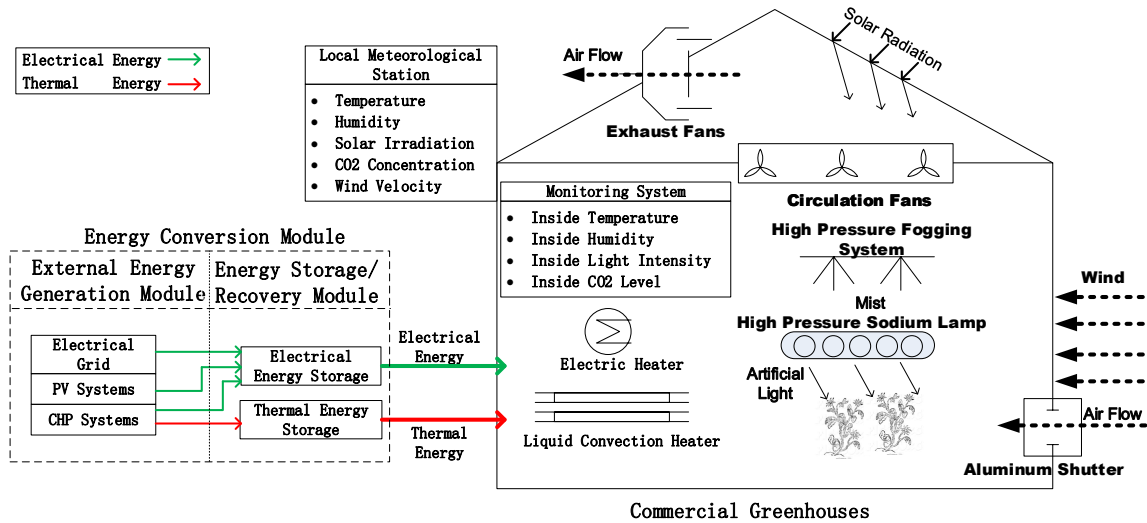 Electrical Energy
Thermal Energy
Local Meteorological
Station
• Temperature
• Humidity
• Solar Irradiation
• CO2 Concentration
• Wind Velocity
Air Flow
Exhaust Fans
Solar Radiation
Circulation Fans
Monitoring System
• Inside Temperature
• Inside Humidity
• Inside Light Intensity
• Inside CO2 Level
High Pressure Fogging
System
Mist
High Pressure Sodium Lamp
Artificial
Light
Wind
Air Flow
Aluminum Shutter
Energy Conversion Module
External Energy
Generation Module
Energy Storage/
Recovery Module
Electrical
Grid
PV Systems
CHP Systems
Electrical
Energy Storage
Thermal Energy
Storage
Electrical
Energy
Thermal
Energy
Electric Heater
Liquid Convection Heater
Commercial Greenhouses